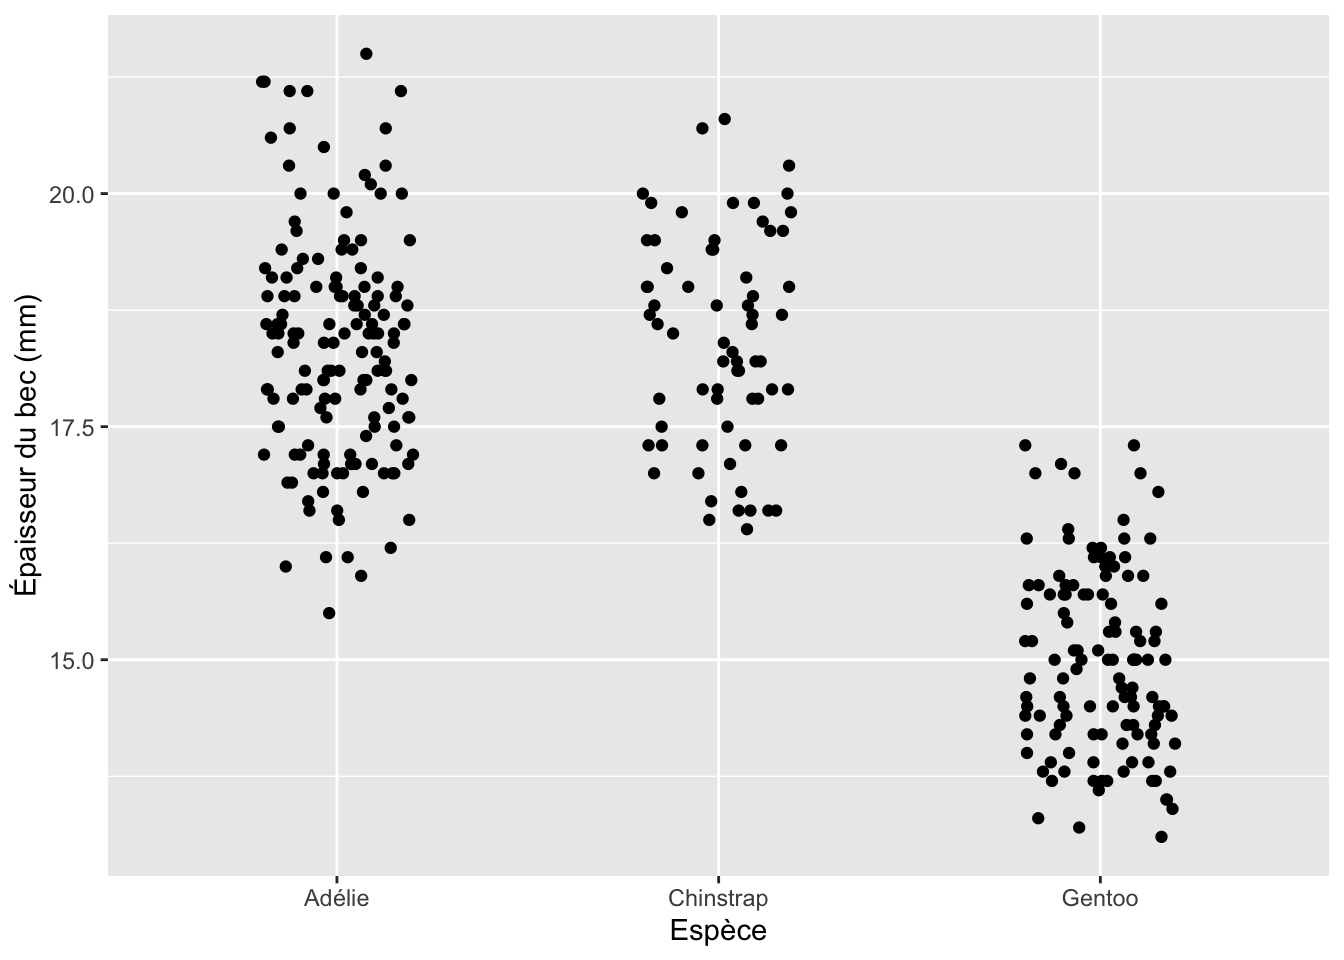 Épaisseur du bec (mm)
20.0
17.5
15.0
Adélie
Chinstrap
Gentoo
Espèce